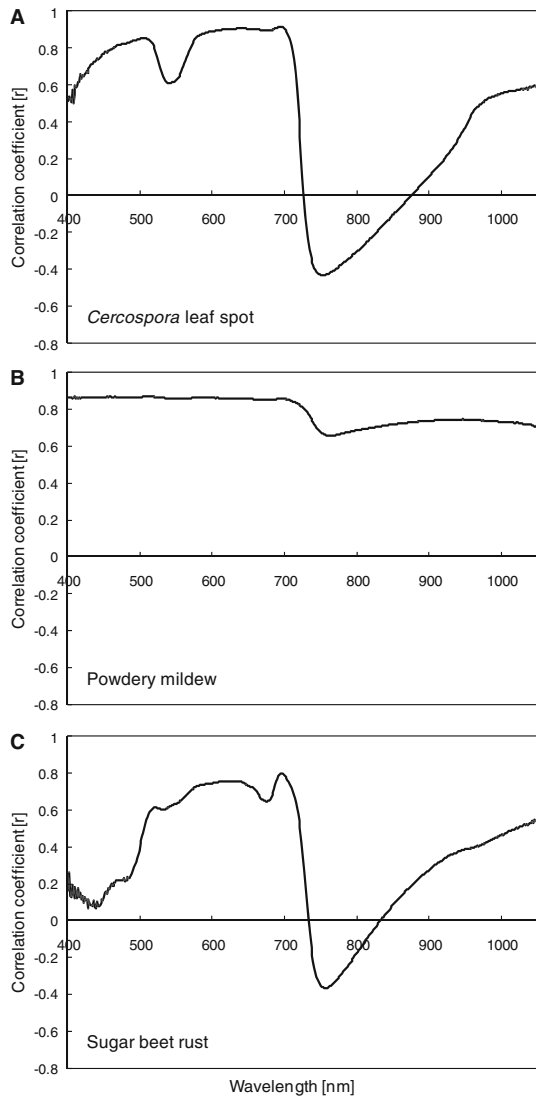 A
Correlation coefficient [r]
1
0.8
0.6
0.4
0.2
0
-0.2
-0.4
-0.6
-0.8
400 500 600 700 800 900 1000
Cercospora leaf spot
B
Correlation coefficient [r]
1
0.8
0.6
0.4
0.2
0
-0.2
-0.4
-0.6
-0.8
400 500 600 700 800 900 1000
Powdery mildew
C
Correlation coefficient [r]
1
0.8
0.6
0.4
0.2
0
-0.2
-0.4
-0.6
-0.8
400 500 600 700 800 900 1000
Sugar beet rust
Wavelength [nm]